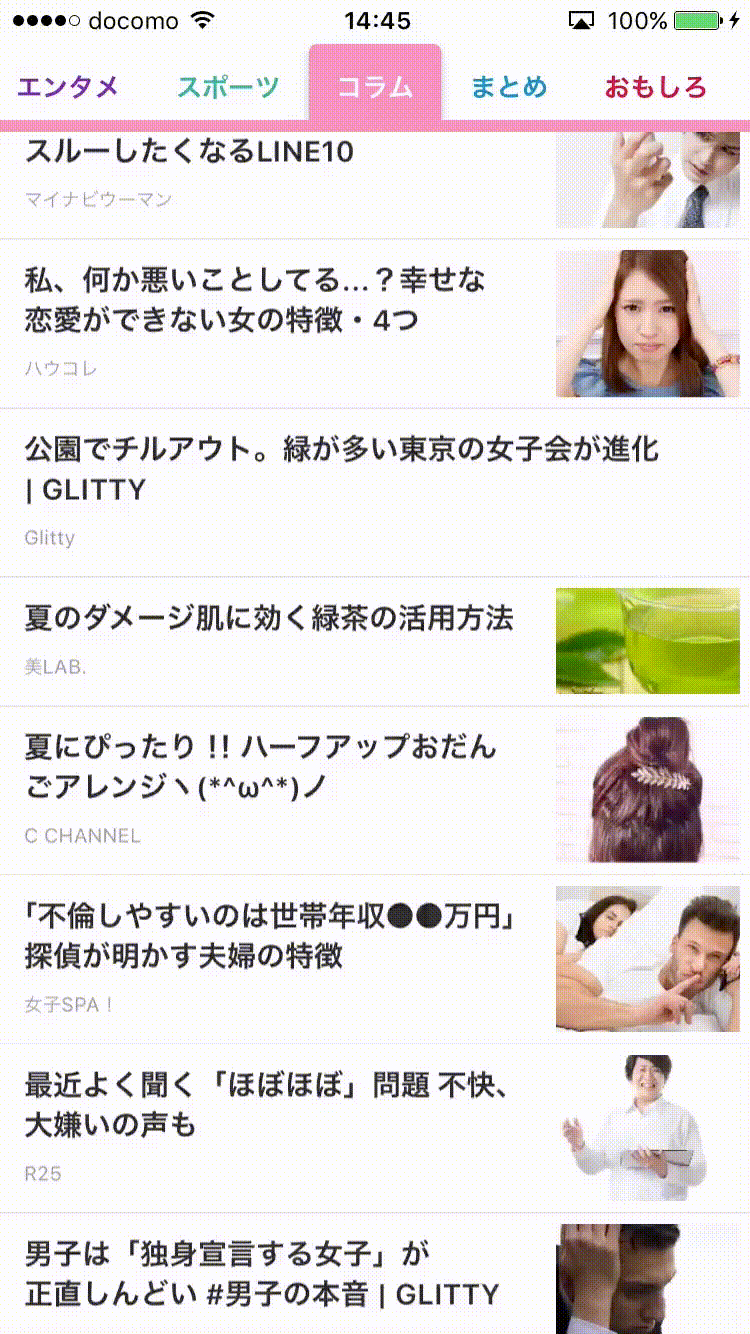 docomo 14:45 100%
エンタメ スポーツ コラム まとめ おもしろ
スルーしたくなるLINE10
マイナビウーマン
私、何か悪いことしてる…？幸せな
恋愛ができない女の特徴・4つ
ハウコレ
公園でチルアウト。緑が多い東京の女子会が進化
| GLITTY
Glitty
夏のダメージ肌に効く緑茶の活用方法
美LAB.
夏にぴったり！！ハーフアップおだん
ごアレンジヽ(*^ω^*)ノ
C CHANNEL
「不倫しやすいのは世帯年収●●万円」
探偵が明かす夫婦の特徴
女子SPA！
最近よく聞く「ほぼほぼ」問題 不快、
大嫌いの声も
R25
男子は「独身宣言する女子」が
正直しんどい #男子の本音 | GLITTY